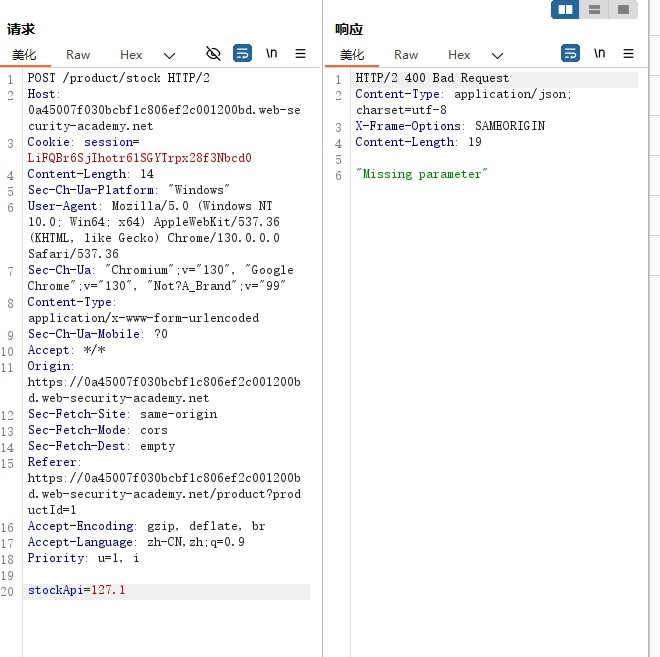 请求
美化 Raw Hex \n
1 POST /product/stock HTTP/2
2 Host:
0a45007f030bcbf1c806ef2c001200bd.web-se
curity-academy.net
3 Cookie: session=
LiFQBr6SjIhotr61SGYTrpx28f3Nbcd0
4 Content-Length: 14
5 Sec-Ch-Ua-Platform: "Windows"
6 User-Agent: Mozilla/5.0 (Windows NT
10.0; Win64; x64) AppleWebKit/537.36
(KHTML, like Gecko) Chrome/130.0.0.0
Safari/537.36
7 Sec-Ch-Ua: "Chromium";v="130", "Google
Chrome";v="130", "Not?A_Brand";v="99"
8 Content-Type:
application/x-www-form-urlencoded
9 Sec-Ch-Ua-Mobile: ?0
10 Accept: */*
11 Origin:
https://0a45007f030bcbf1c806ef2c001200b
d.web-security-academy.net
12 Sec-Fetch-Site: same-origin
13 Sec-Fetch-Mode: cors
14 Sec-Fetch-Dest: empty
15 Referer:
https://0a45007f030bcbf1c806ef2c001200b
d.web-security-academy.net/product?prod
uctId=1
16 Accept-Encoding: gzip, deflate, br
17 Accept-Language: zh-CN,zh;q=0.9
18 Priority: u=1, i
19
20 stockApi=127.1
响应
美化 Raw Hex \n
1 HTTP/2 400 Bad Request
2 Content-Type: application/json;
charset=utf-8
3 X-Frame-Options: SAMEORIGIN
4 Content-Length: 19
5
6 "Missing parameter"